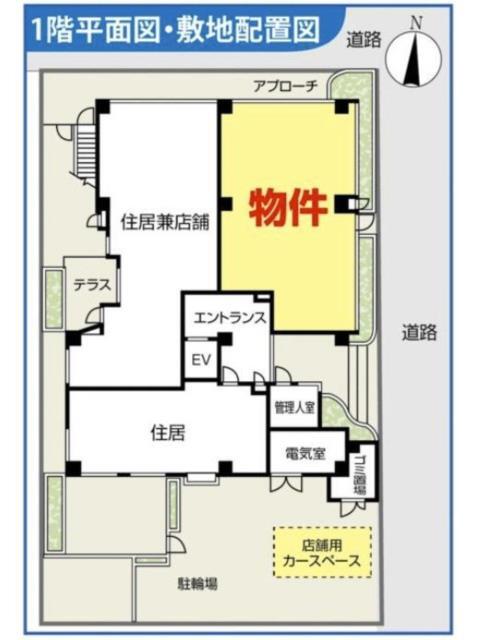 1階平面図・敷地配置図
道路
N
アプローチ
物件
住居兼店舗
テラス
エントランス
EV
道路
管理人室
住居
電気室
ゴミ置場
店舗用
カースペース
駐輪場